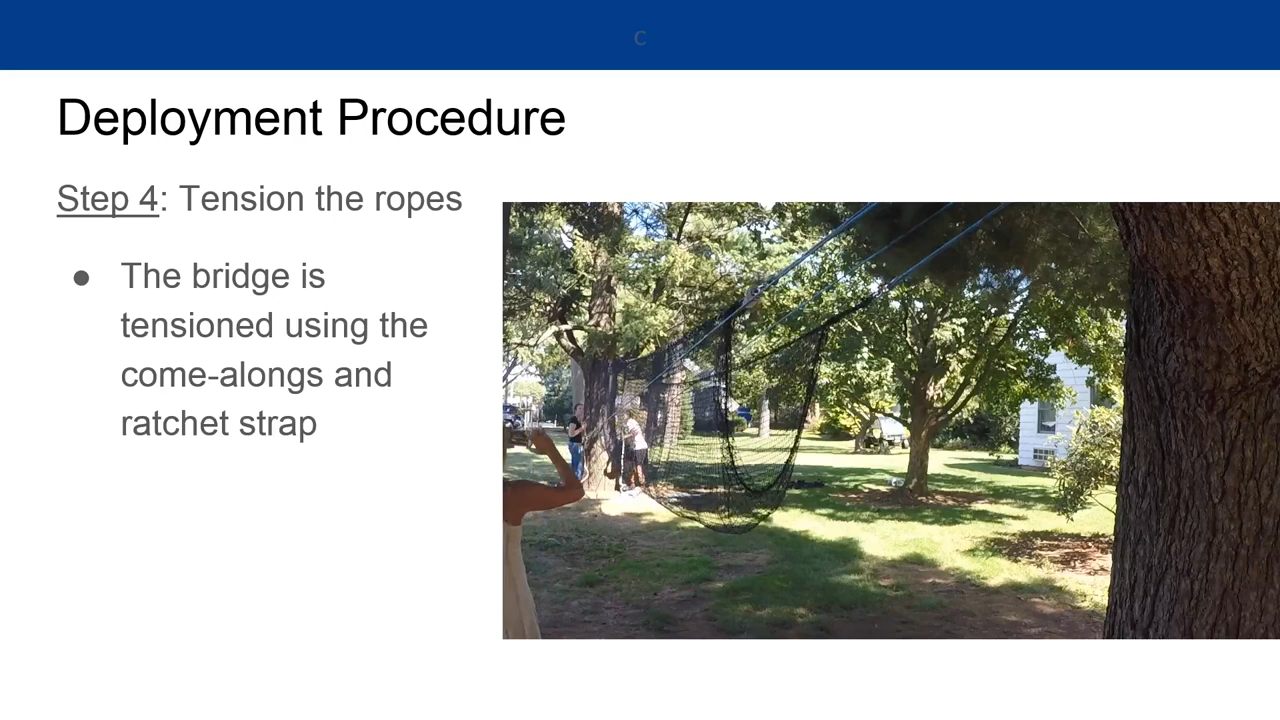 C
Deployment Procedure
Step 4: Tension the ropes
● The bridge is
tensioned using the
come-alongs and
ratchet strap